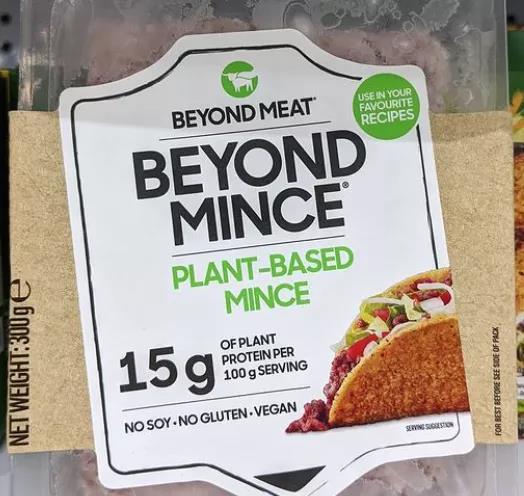 BEYOND MEAT®
USE IN YOUR
FAVOURITE
RECIPES
BEYOND
MINCE®
PLANT-BASED
MINCE
15g
OF PLANT
PROTEIN PER
100 g SERVING
NO SOY • NO GLUTEN • VEGAN
SERVING SUGGESTION
NET WEIGHT: 300g ℮
FOR BEST BEFORE SEE SIDE OF PACK